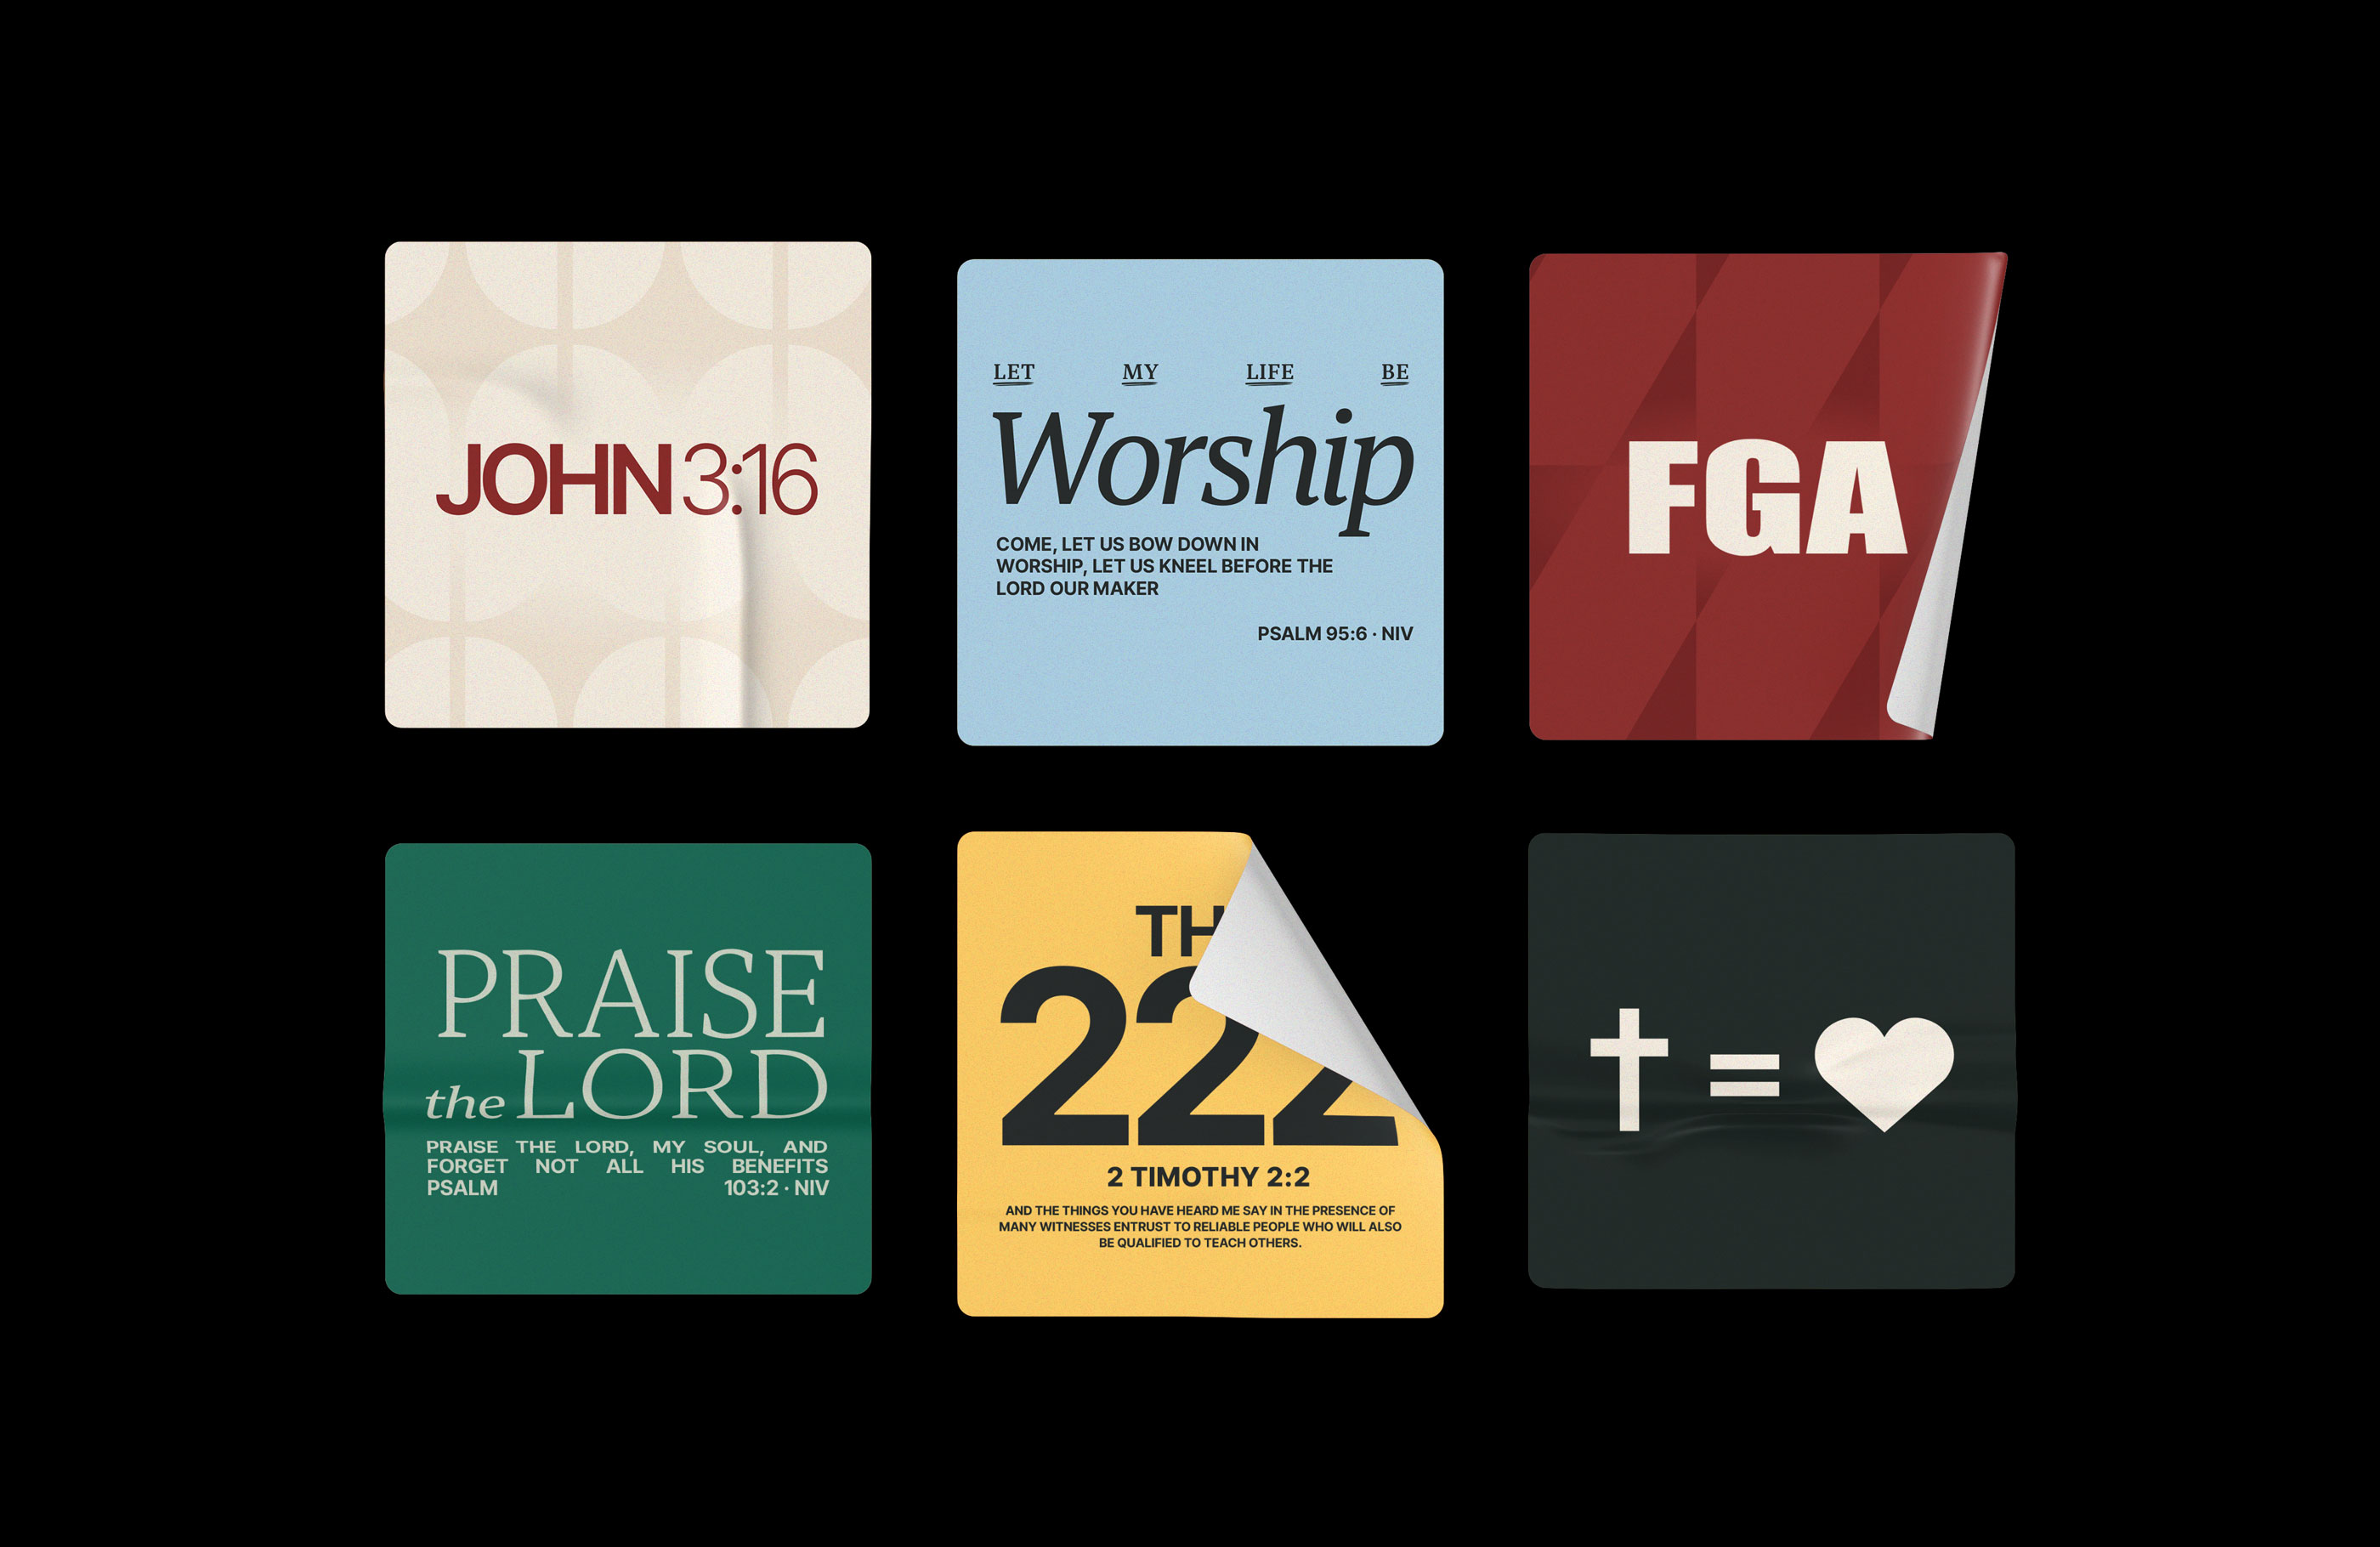 JOHN 3:16
LET MY LIFE BE
Worship
COME, LET US BOW DOWN IN
WORSHIP, LET US KNEEL BEFORE THE
LORD OUR MAKER
PSALM 95:6 · NIV
FGA
PRAISE
the LORD
PRAISE THE LORD, MY SOUL, AND
FORGET NOT ALL HIS BENEFITS
PSALM 103:2 · NIV
TH
222
2 TIMOTHY 2:2
AND THE THINGS YOU HAVE HEARD ME SAY IN THE PRESENCE OF
MANY WITNESSES ENTRUST TO RELIABLE PEOPLE WHO WILL ALSO
BE QUALIFIED TO TEACH OTHERS.
=